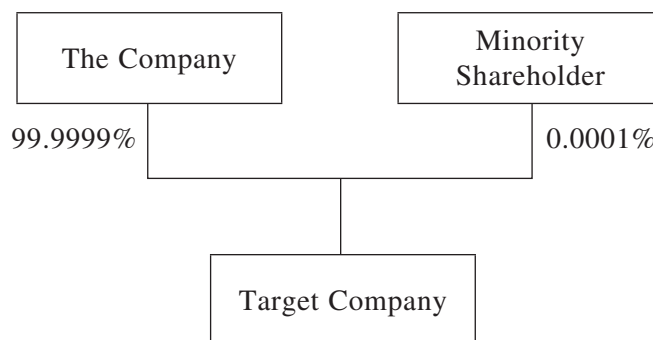 The Company
Minority
Shareholder
99.9999%
0.0001%
Target Company